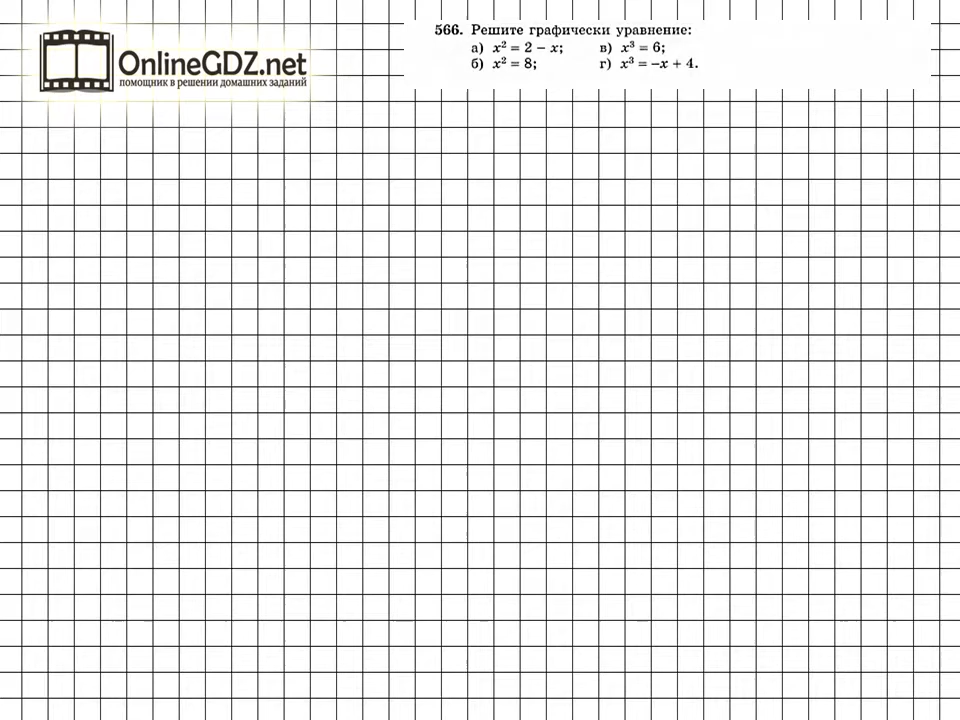 OnlineGDZ.net
помощник в решении домашних заданий
566. Решите графически уравнение:
а) x² = 2 – x; в) x³ = 6;
б) x² = 8; г) x³ = –x + 4.